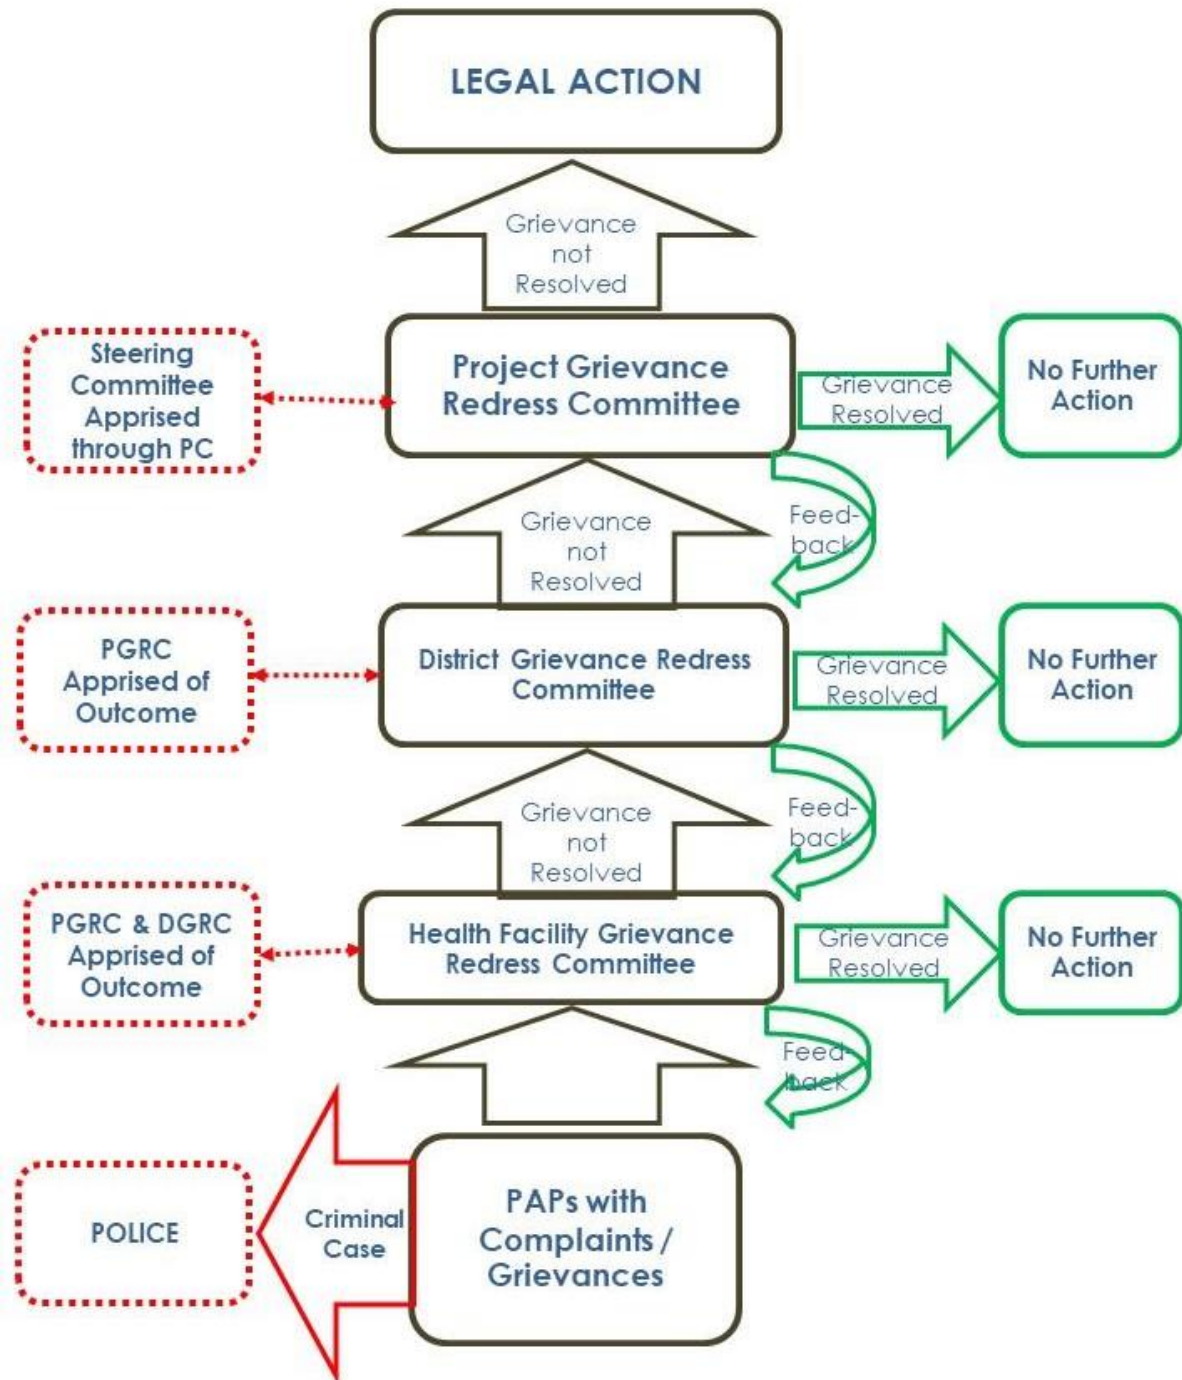 LEGAL ACTION
Grievance
not
Resolved
Steering
Committee
Apprised
through PC
Project Grievance
Redress Committee
Grievance
Resolved
No Further
Action
Grievance
not
Resolved
Feed-
back
PGRC
Apprised of
Outcome
District Grievance Redress
Committee
Grievance
Resolved
No Further
Action
Grievance
not
Resolved
Feed-
back
PGRC & DGRC
Apprised of
Outcome
Health Facility Grievance
Redress Committee
Grievance
Resolved
No Further
Action
Feed-
back
POLICE
Criminal
Case
PAPs with
Complaints /
Grievances